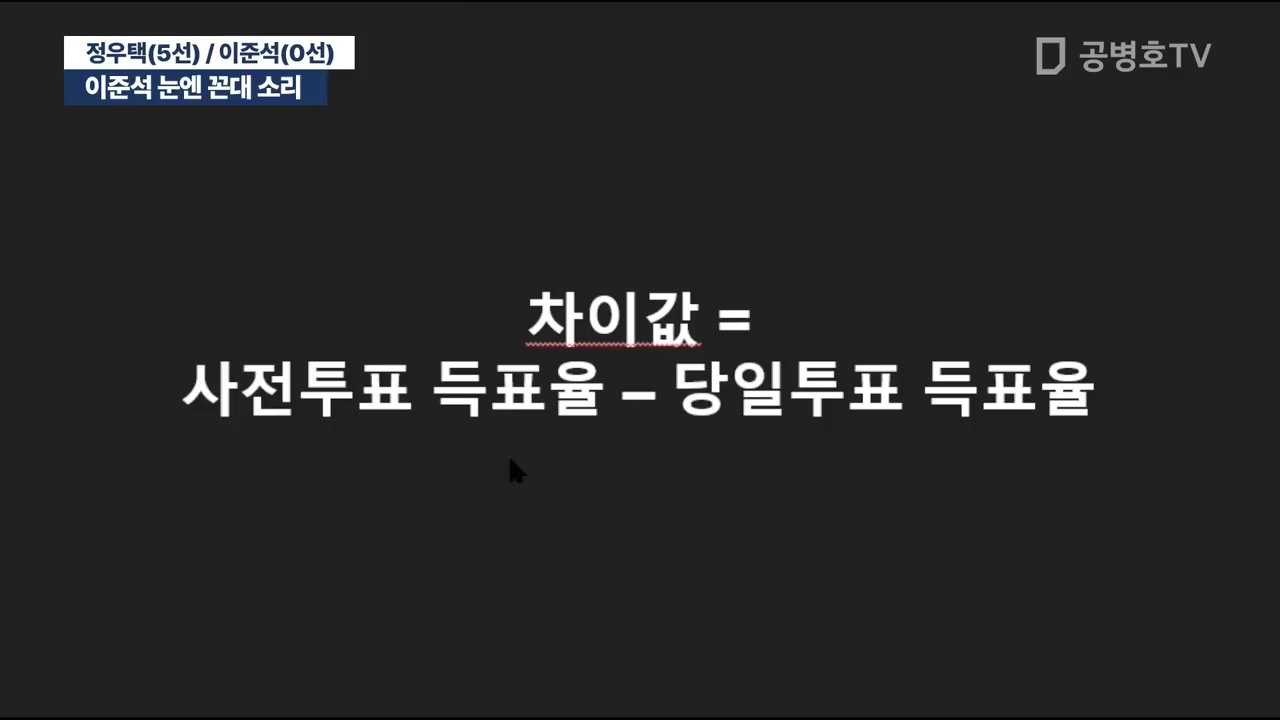 정우택(5선) / 이준석(0선)
이준석 눈엔 꼰대 소리
공병호TV
차이값 =
사전투표 득표율 – 당일투표 득표율